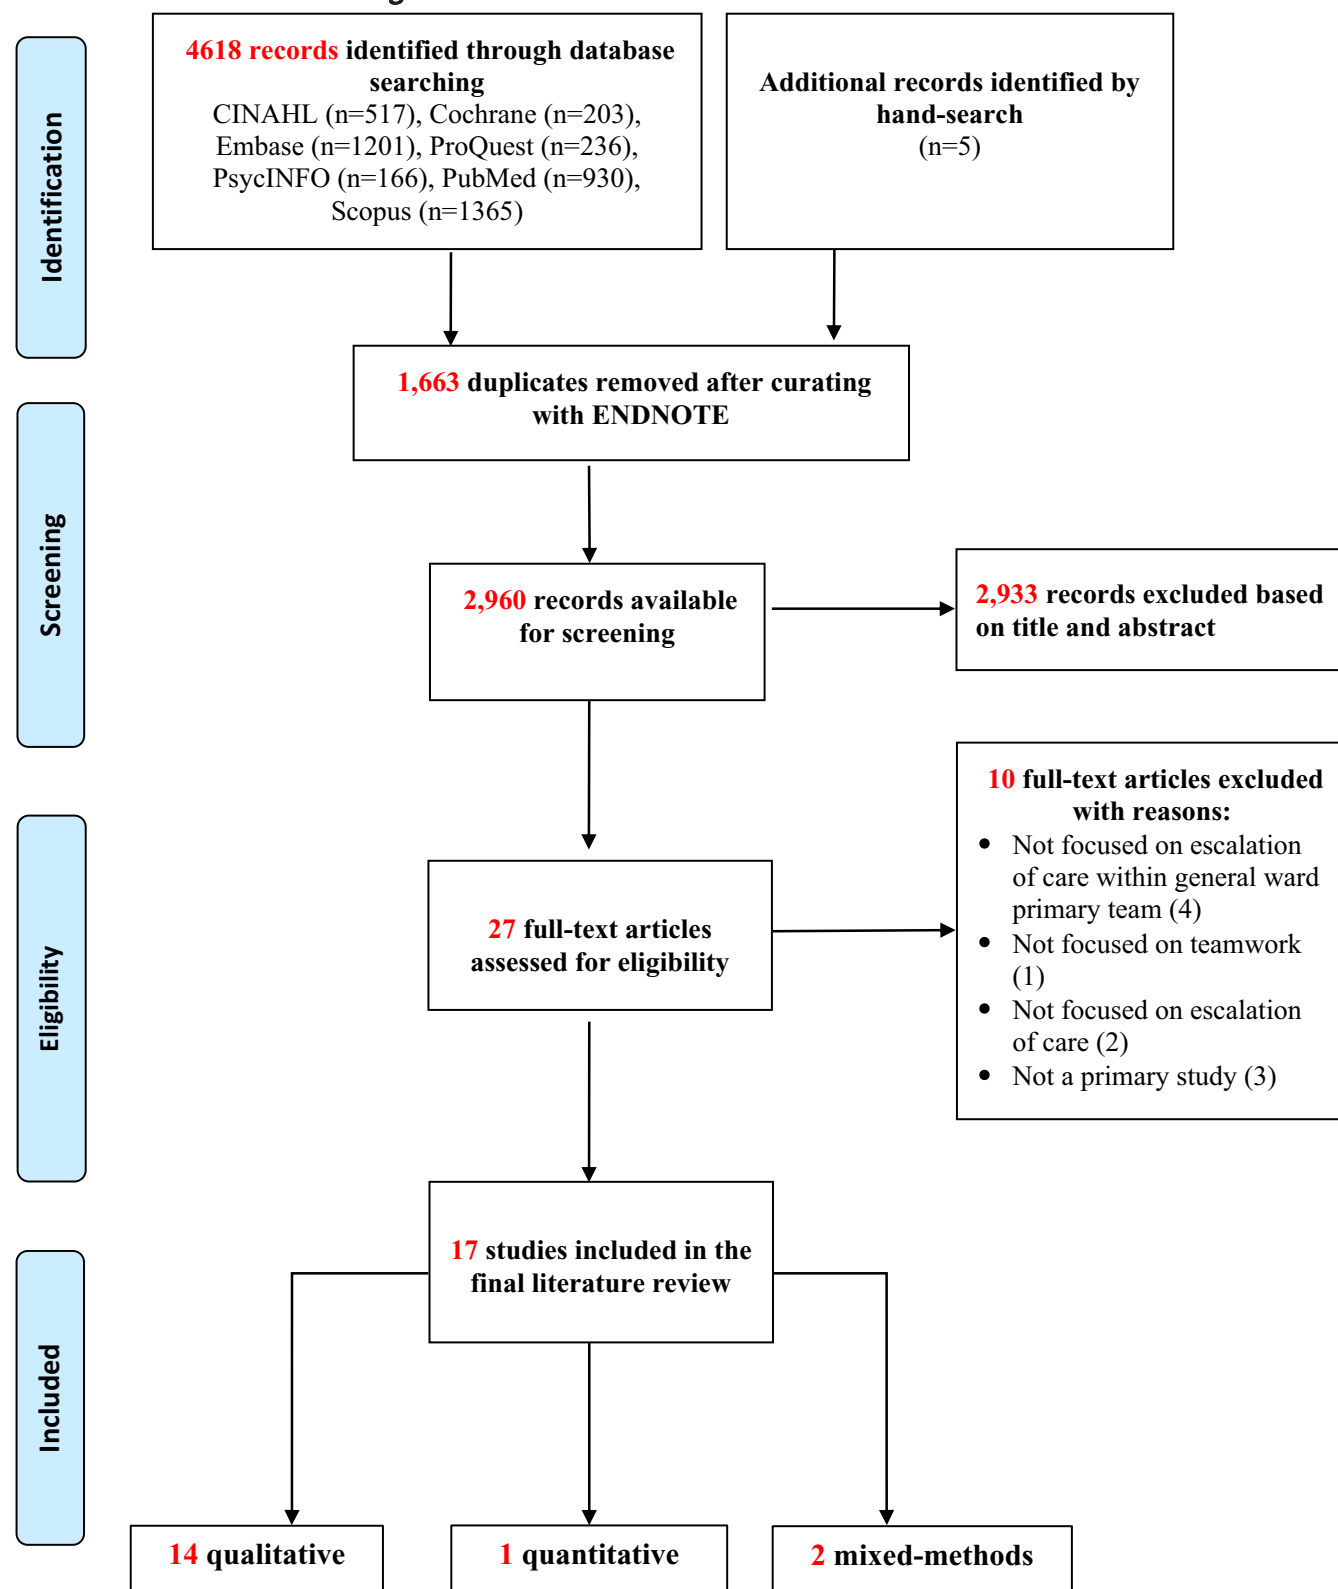 4618 records identified through database
searching
CINAHL (n=517), Cochrane (n=203),
Embase (n=1201), ProQuest (n=236),
PsycINFO (n=166), PubMed (n=930),
Scopus (n=1365)
Additional records identified by
hand-search
(n=5)
Identification
1,663 duplicates removed after curating
with ENDNOTE
Screening
2,960 records available
for screening
2,933 records excluded based
on title and abstract
Eligibility
27 full-text articles
assessed for eligibility
10 full-text articles excluded
with reasons:
• Not focused on escalation
of care within general ward
primary team (4)
• Not focused on teamwork
(1)
• Not focused on escalation
of care (2)
• Not a primary study (3)
Included
17 studies included in the
final literature review
14 qualitative
1 quantitative
2 mixed-methods